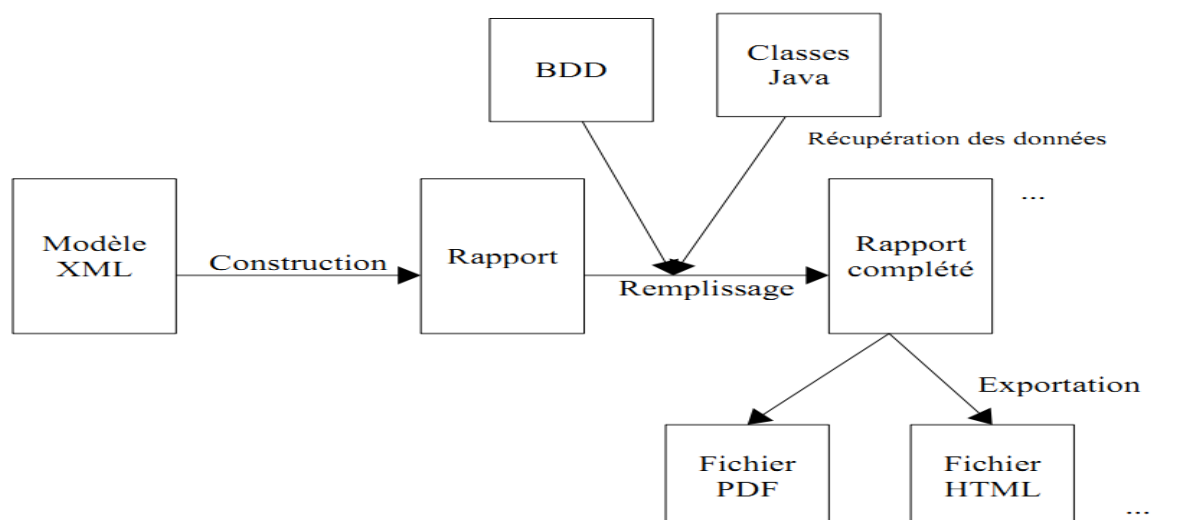 BDD
Classes
Java
Récupération des données
...
Modèle
XML
Construction
Rapport
Remplissage
Rapport
complété
Exportation
Fichier
PDF
Fichier
HTML
...